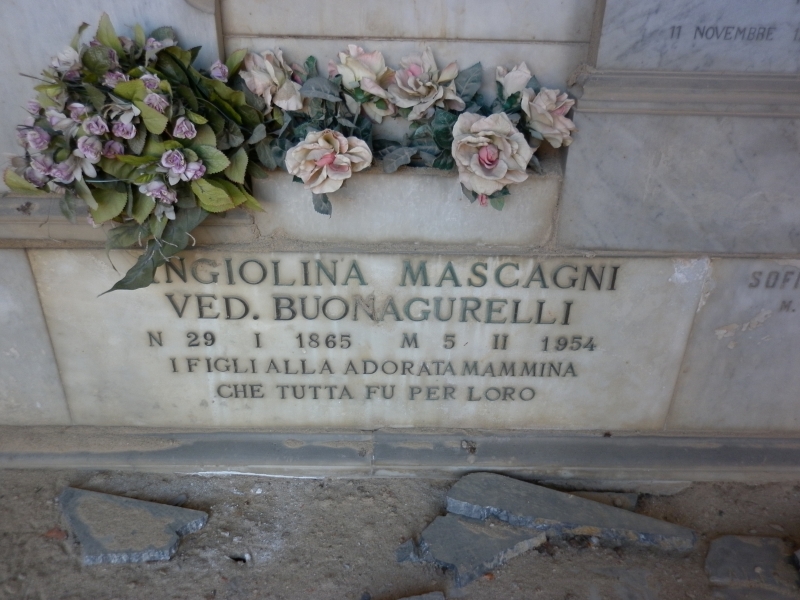 11 NOVEMBRE
NGIOLINA MASCAGNI
VED. BUONAGURELLI
N 29 I 1865 M 5 II 1954
I FIGLI ALLA ADORATA MAMMINA
CHE TUTTA FU PER LORO
SOFI
M.